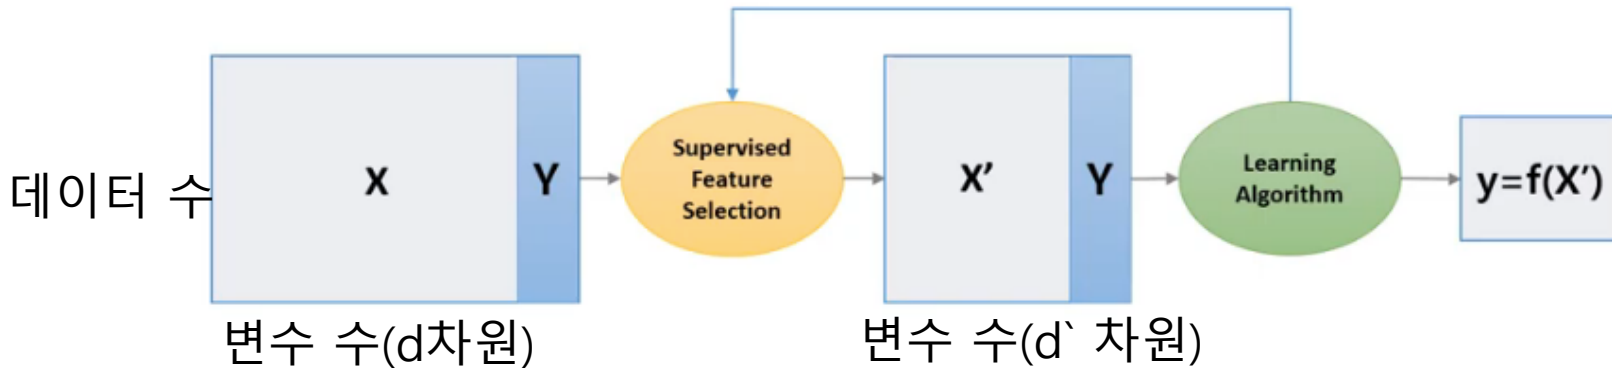 데이터 수
X
Y
Supervised
Feature
Selection
X’
Y
Learning
Algorithm
y=f(X’)
변수 수(d차원)
변수 수(d` 차원)